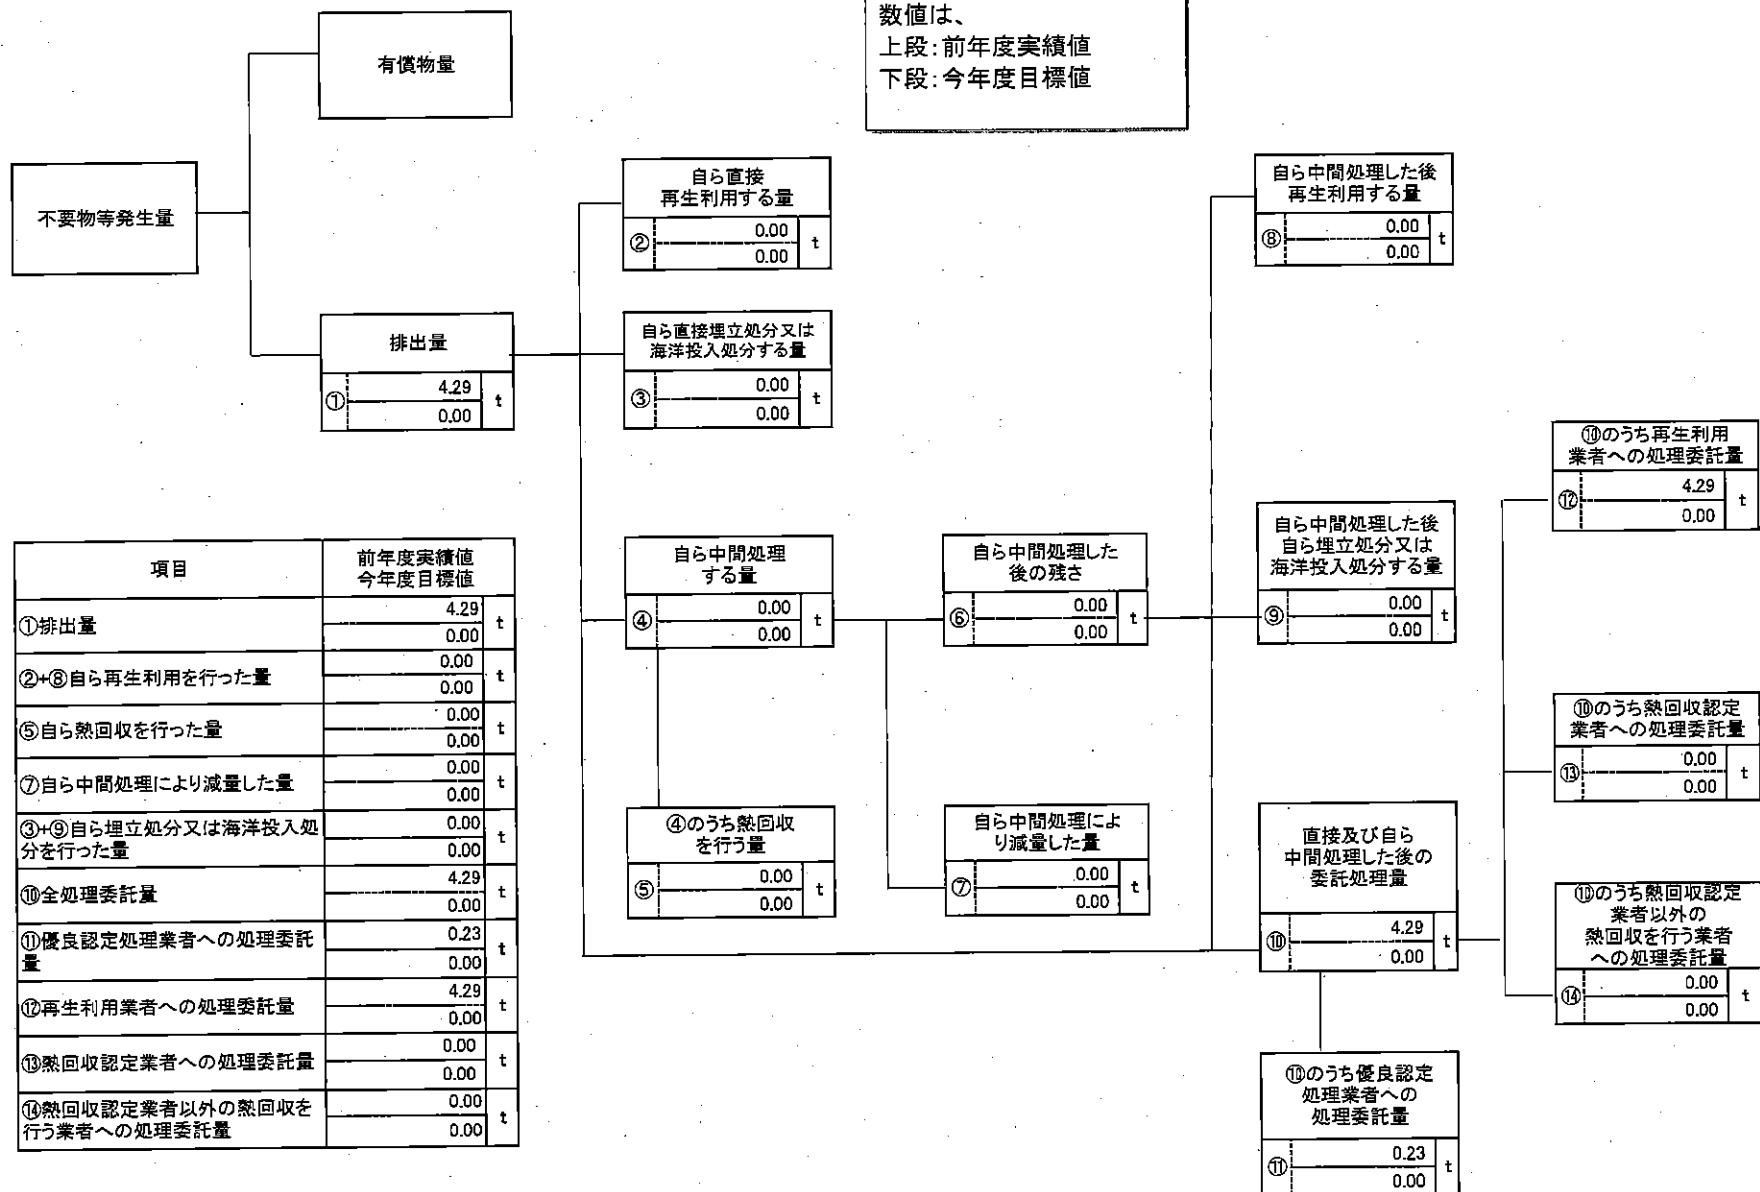 数値は、
上段:前年度実績値
下段:今年度目標値
有償物量
不要物等発生量
排出量
①
4.29
0.00
t
自ら直接
再生利用する量
②
0.00
0.00
t
自ら直接埋立処分又は
海洋投入処分する量
③
0.00
0.00
t
自ら中間処理
する量
④
0.00
0.00
t
④のうち熱回収
を行う量
⑤
0.00
0.00
t
自ら中間処理した
後の残さ
⑥
0.00
0.00
t
自ら中間処理によ
り減量した量
⑦
0.00
0.00
t
自ら中間処理した後
再生利用する量
⑧
0.00
0.00
t
自ら中間処理した後
自ら埋立処分又は
海洋投入処分する量
⑨
0.00
0.00
t
直接及び自ら
中間処理した後の
委託処理量
⑩
4.29
0.00
t
⑩のうち優良認定
処理業者への
処理委託量
⑪
0.23
0.00
t
⑩のうち再生利用
業者への処理委託量
⑫
4.29
0.00
t
⑩のうち熱回収認定
業者への処理委託量
⑬
0.00
0.00
t
⑩のうち熱回収認定
業者以外の
熱回収を行う業者
への処理委託量
⑭
0.00
0.00
t
項目
前年度実績値
今年度目標値
①排出量
4.29
0.00
t
②+⑧自ら再生利用を行った量
0.00
0.00
t
⑤自ら熱回収を行った量
0.00
0.00
t
⑦自ら中間処理により減量した量
0.00
0.00
t
③+⑨自ら埋立処分又は海洋投入処
分を行った量
0.00
0.00
t
⑩全処理委託量
4.29
0.00
t
⑪優良認定処理業者への処理委託
量
0.23
0.00
t
⑫再生利用業者への処理委託量
4.29
0.00
t
⑬熱回収認定業者への処理委託量
0.00
0.00
t
⑭熱回収認定業者以外の熱回収を
行う業者への処理委託量
0.00
0.00
t